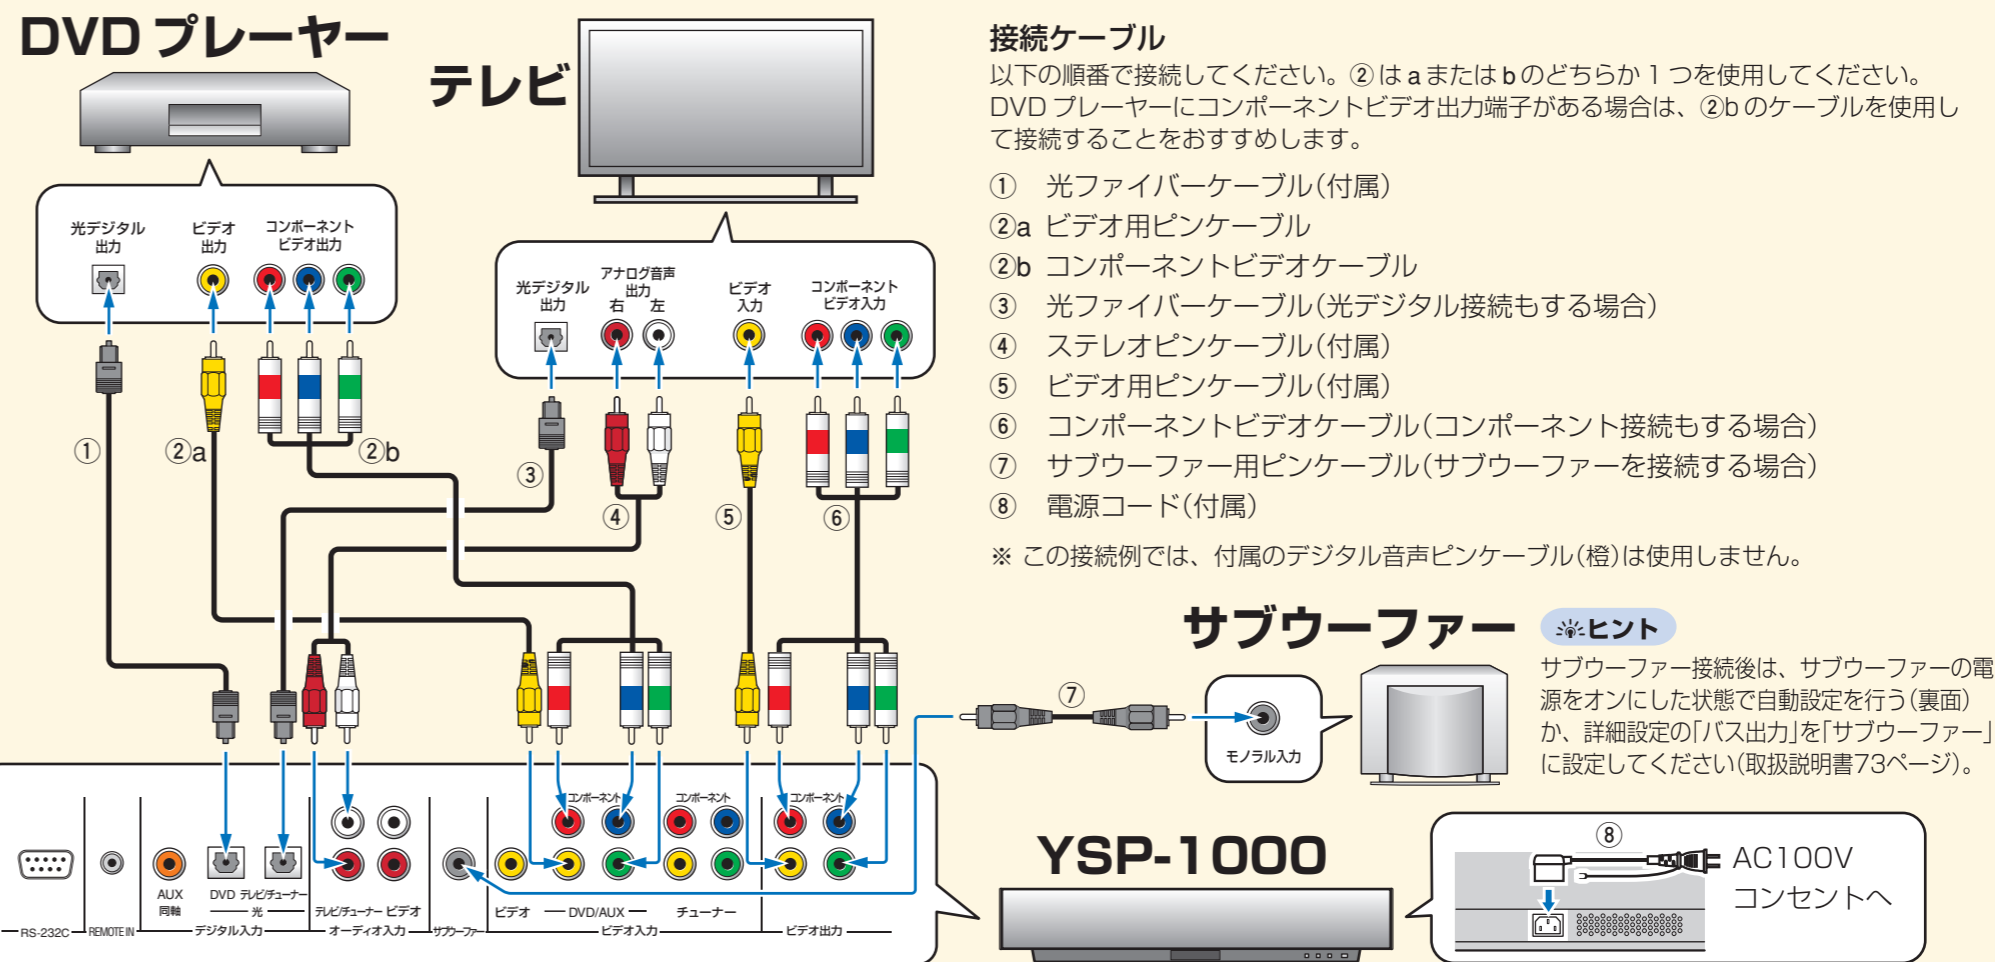 DVD プレーヤー
テレビ
光デジタル
出力
ビデオ
出力
コンポーネント
ビデオ出力
光デジタル
出力
アナログ音声
出力
右 左
ビデオ
入力
コンポーネント
ビデオ入力
①
②a
②b
③
④
⑤
⑥
接続ケーブル
以下の順番で接続してください。②は a または b のどちらか 1 つを使用してください。
DVD プレーヤーにコンポーネントビデオ出力端子がある場合は、②b のケーブルを使用し
て接続することをおすすめします。
① 光ファイバーケーブル(付属)
②a ビデオ用ピンケーブル
②b コンポーネントビデオケーブル
③ 光ファイバーケーブル(光デジタル接続もする場合)
④ ステレオピンケーブル(付属)
⑤ ビデオ用ピンケーブル(付属)
⑥ コンポーネントビデオケーブル(コンポーネント接続もする場合)
⑦ サブウーファー用ピンケーブル(サブウーファーを接続する場合)
⑧ 電源コード(付属)
※ この接続例では、付属のデジタル音声ピンケーブル(橙)は使用しません。
サブウーファー
ヒント
サブウーファー接続後は、サブウーファーの電
源をオンにした状態で自動設定を行う(裏面)
か、詳細設定の「バス出力」を「サブウーファー」
に設定してください(取扱説明書73ページ)。
⑦
モノラル入力
コンポーネント
コンポーネント
コンポーネント
AUX
同軸
DVD テレビ/チューナー
光
テレビ/チューナー ビデオ
ビデオ
DVD/AUX
チューナー
RS-232C
REMOTE IN
デジタル入力
オーディオ入力
サブウーファー
ビデオ入力
ビデオ出力
YSP-1000
⑧
AC100V
コンセントへ